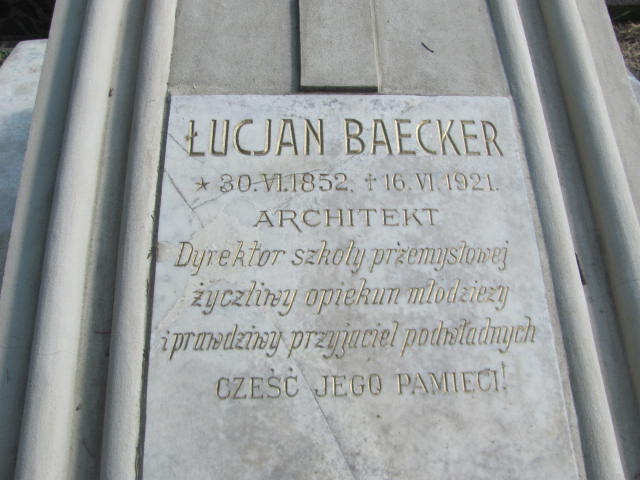 ŁUCJAN BAECKER
* 30.VI.1852. † 16.VI.1921.
ARCHITEKT
Dyrektor szkoły przemysłowej
życzliwy opiekun młodzieży
i prawdziwy przyjaciel podwładnych
CZEŚĆ JEGO PAMIĘCI!